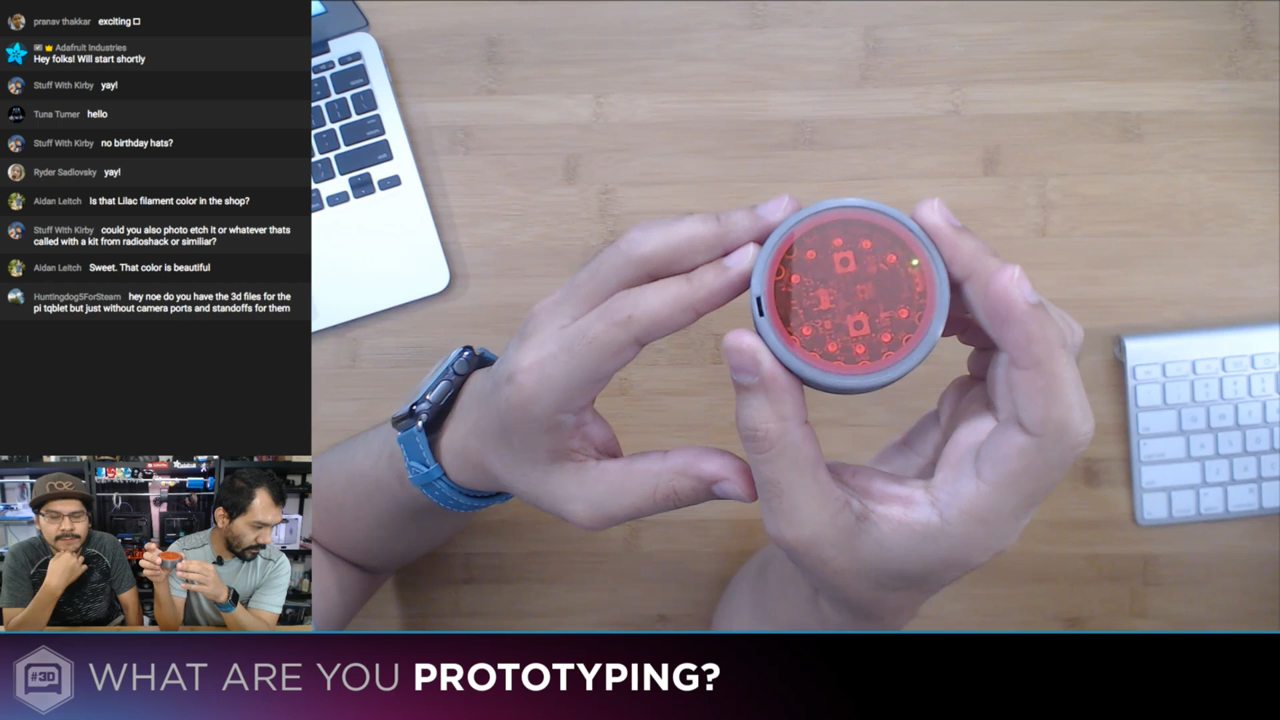 pranav thakkar exciting □
Adafruit Industries
Hey folks! Will start shortly
Stuff With Kirby yay!
Tuna Turner hello
Stuff With Kirby no birthday hats?
Ryder Sadlovsky yay!
Aidan Leitch Is that Lilac filament color in the shop?
Stuff With Kirby could you also photo etch it or whatever thats
called with a kit from radioshack or similiar?
Aidan Leitch Sweet. That color is beautiful
Huntingdog5ForSteam hey noe do you have the 3d files for the
pi tqblet but just without camera ports and standoffs for them
noe
#3D
WHAT ARE YOU PROTOTYPING?